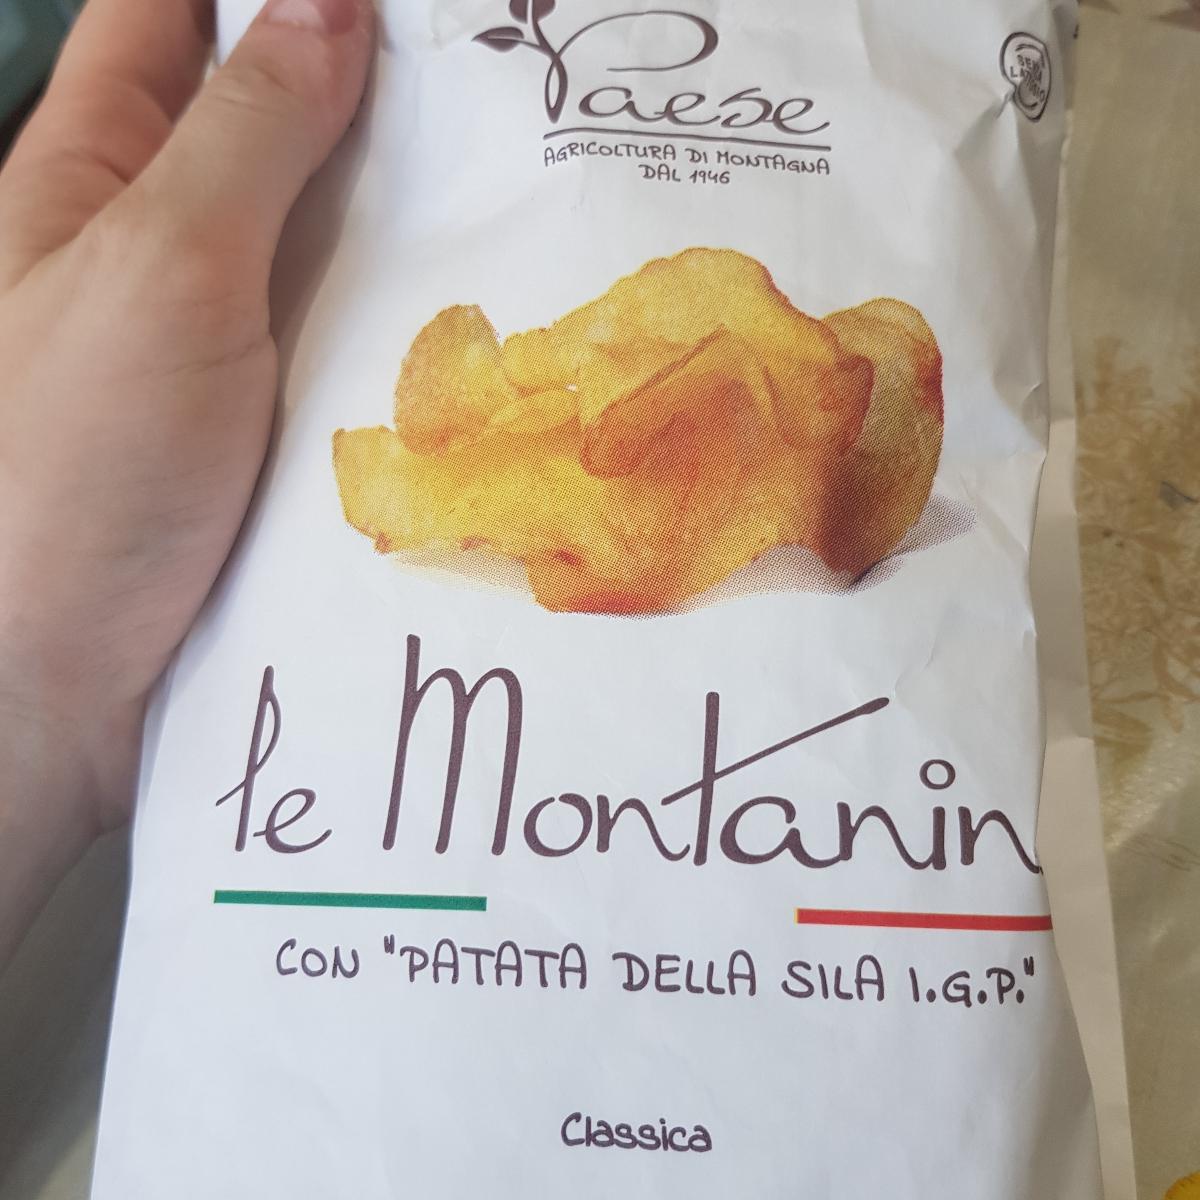 Paese
AGRICOLTURA DI MONTAGNA
DAL 1946
le Montanin
CON "PATATA DELLA SILA I.G.P."
Classica